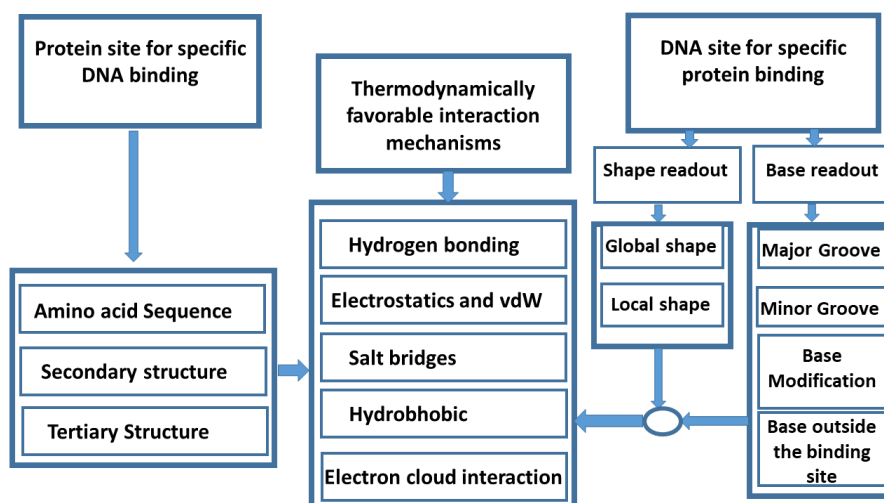 Protein site for specific
DNA binding
Thermodynamically
favorable interaction
mechanisms
DNA site for specific
protein binding
Shape readout
Base readout
Amino acid Sequence
Secondary structure
Tertiary Structure
Hydrogen bonding
Electrostatics and vdW
Salt bridges
Hydrobhobic
Electron cloud interaction
Global shape
Local shape
Major Groove
Minor Groove
Base
Modification
Base outside
the binding
site